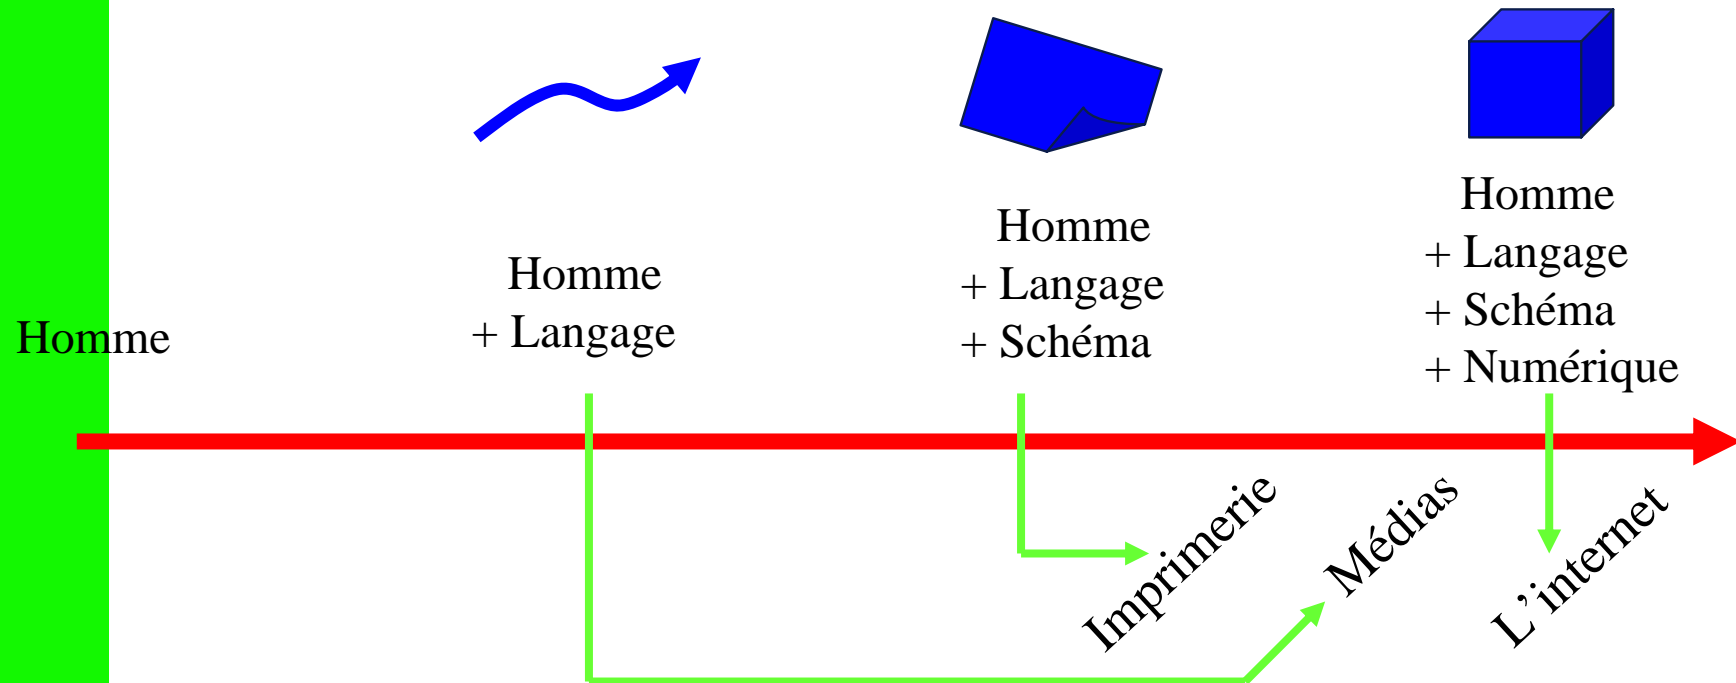 Homme
Homme
+ Langage
Homme
+ Langage
+ Schéma
Homme
+ Langage
+ Schéma
+ Numérique
Imprimerie
Médias
L’internet